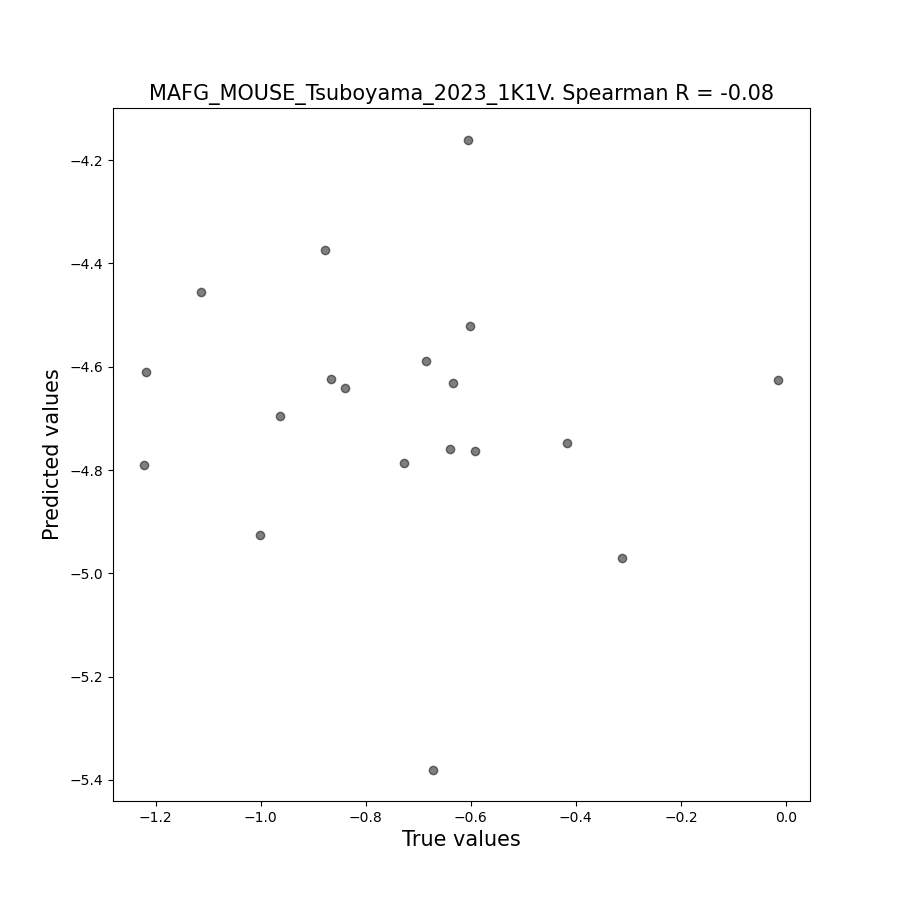 MAFG_MOUSE_Tsuboyama_2023_1K1V. Spearman R = -0.08
−4.2
−4.4
−4.6
−4.8
−5.0
−5.2
−5.4
Predicted values
−1.2 −1.0 −0.8 −0.6 −0.4 −0.2 0.0
True values